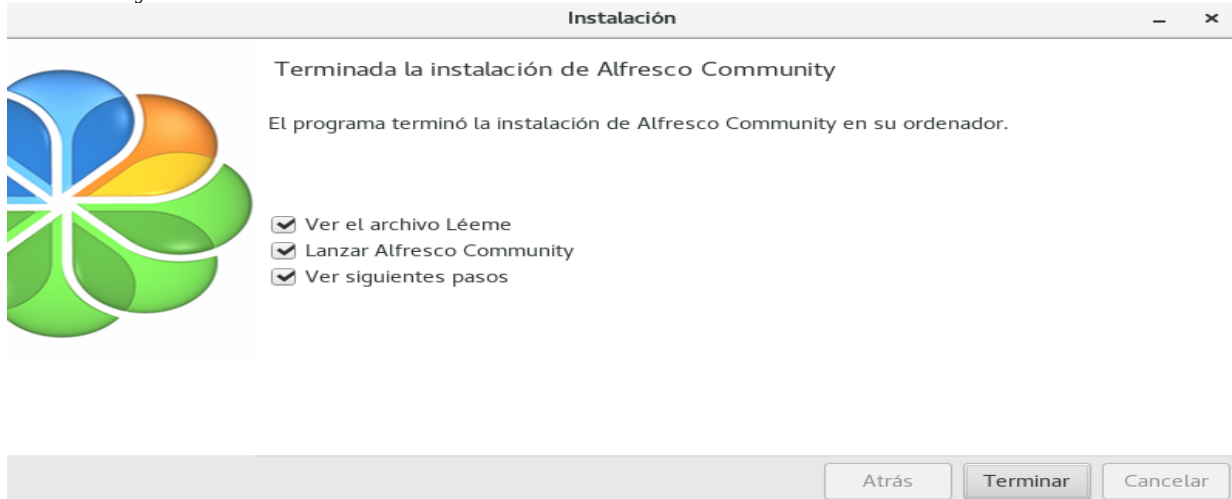 Instalación
Terminada la instalación de Alfresco Community
El programa terminó la instalación de Alfresco Community en su ordenador.
Ver el archivo Léeme
Lanzar Alfresco Community
Ver siguientes pasos
Atrás Terminar Cancelar